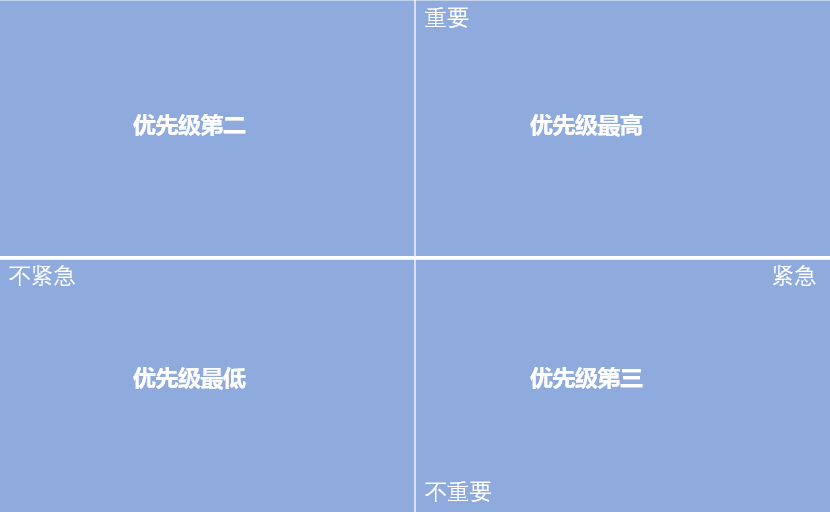 重要
优先级第二
优先级最高
不紧急
紧急
优先级最低
优先级第三
不重要